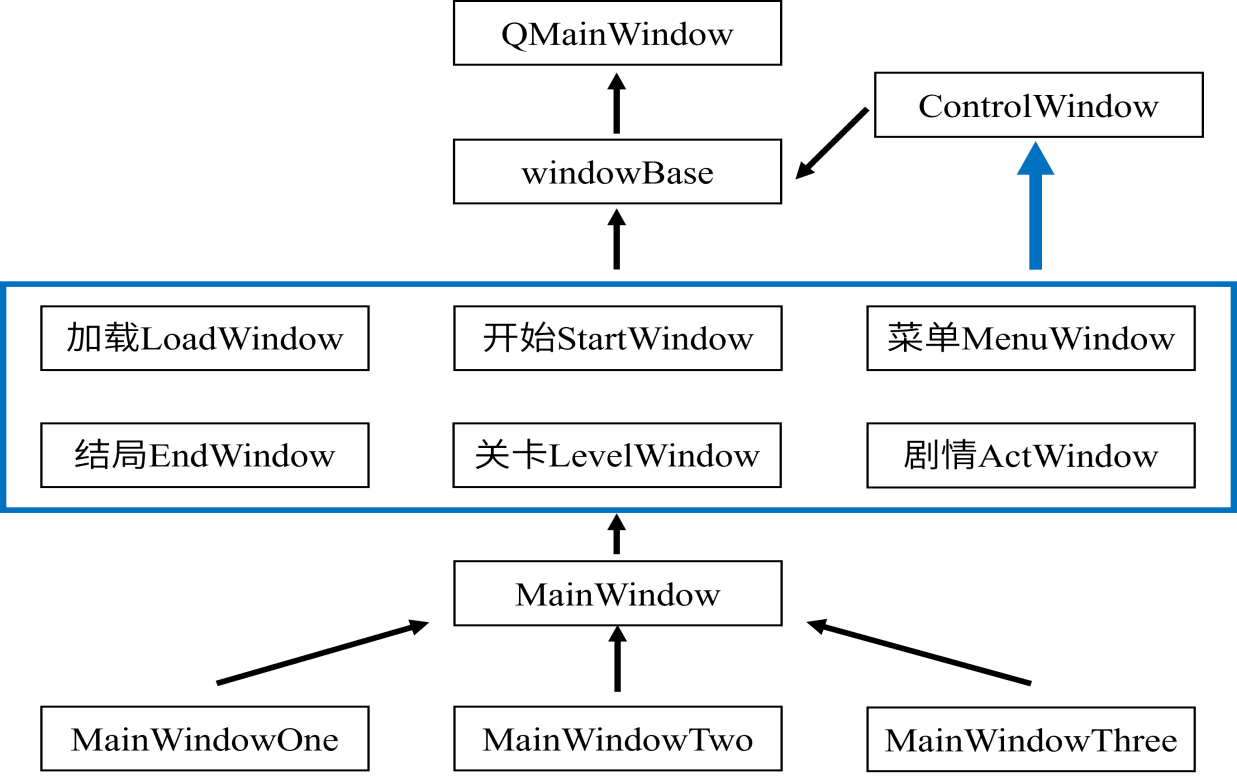 QMainWindow
ControlWindow
windowBase
加载LoadWindow
开始StartWindow
菜单MenuWindow
结局EndWindow
关卡LevelWindow
剧情ActWindow
MainWindow
MainWindowOne
MainWindowTwo
MainWindowThree